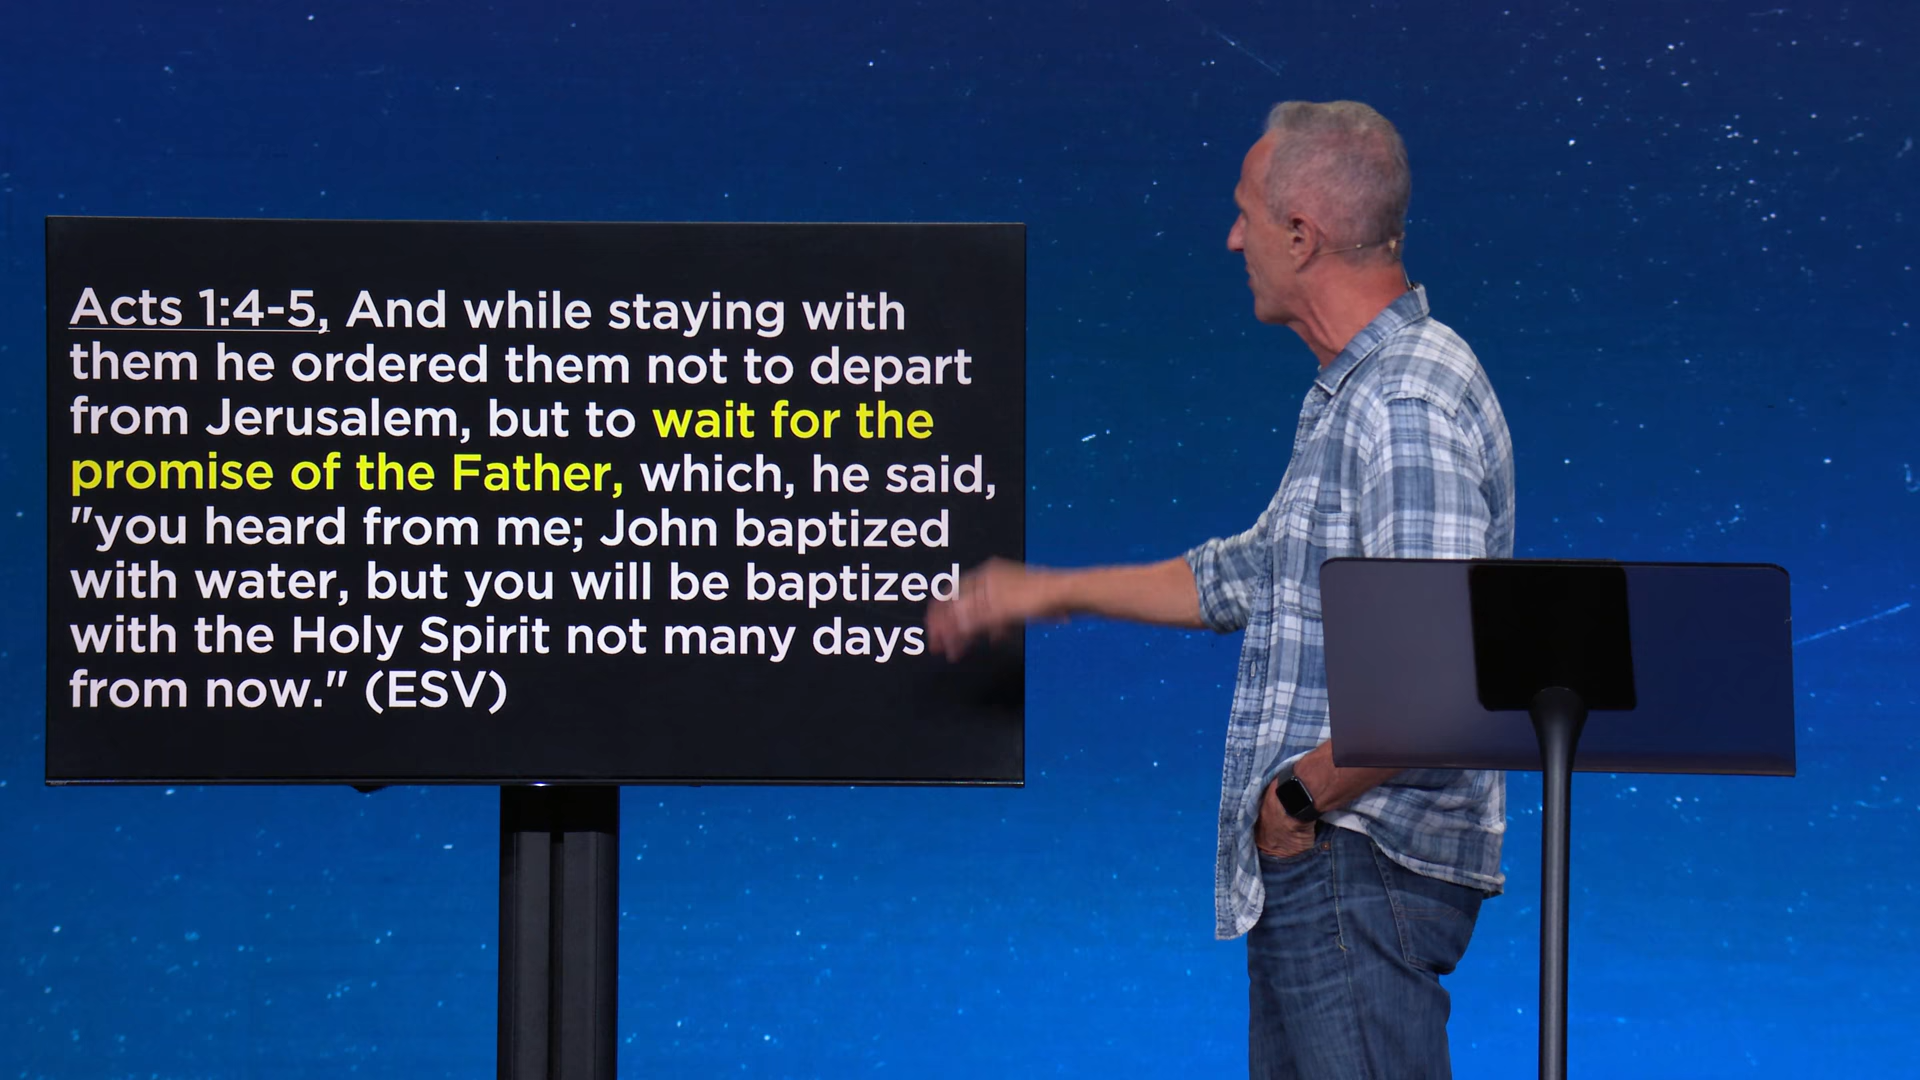 Acts 1:4-5, And while staying with
them he ordered them not to depart
from Jerusalem, but to wait for the
promise of the Father, which, he said,
"you heard from me; John baptized
with water, but you will be baptized
with the Holy Spirit not many days
from now." (ESV)